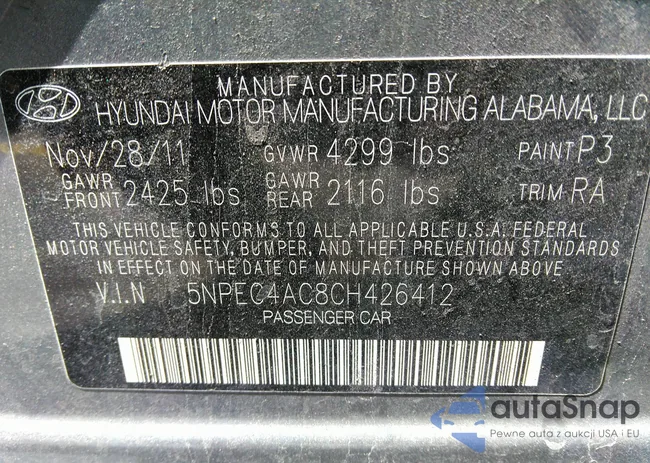 MANUFACTURED BY
HYUNDAI MOTOR MANUFACTURING ALABAMA, LLC
Nov/28/11 GVWR 4299 lbs PAINT P3
GAWR FRONT 2425 lbs GAWR REAR 2116 lbs TRIM RA
THIS VEHICLE CONFORMS TO ALL APPLICABLE U.S.A. FEDERAL
MOTOR VEHICLE SAFETY, BUMPER, AND THEFT PREVENTION STANDARDS
IN EFFECT ON THE DATE OF MANUFACTURE SHOWN ABOVE
V.I.N 5NPEC4AC8CH426412
PASSENGER CAR
autaSnap
Pewne auta z aukcji USA i EU